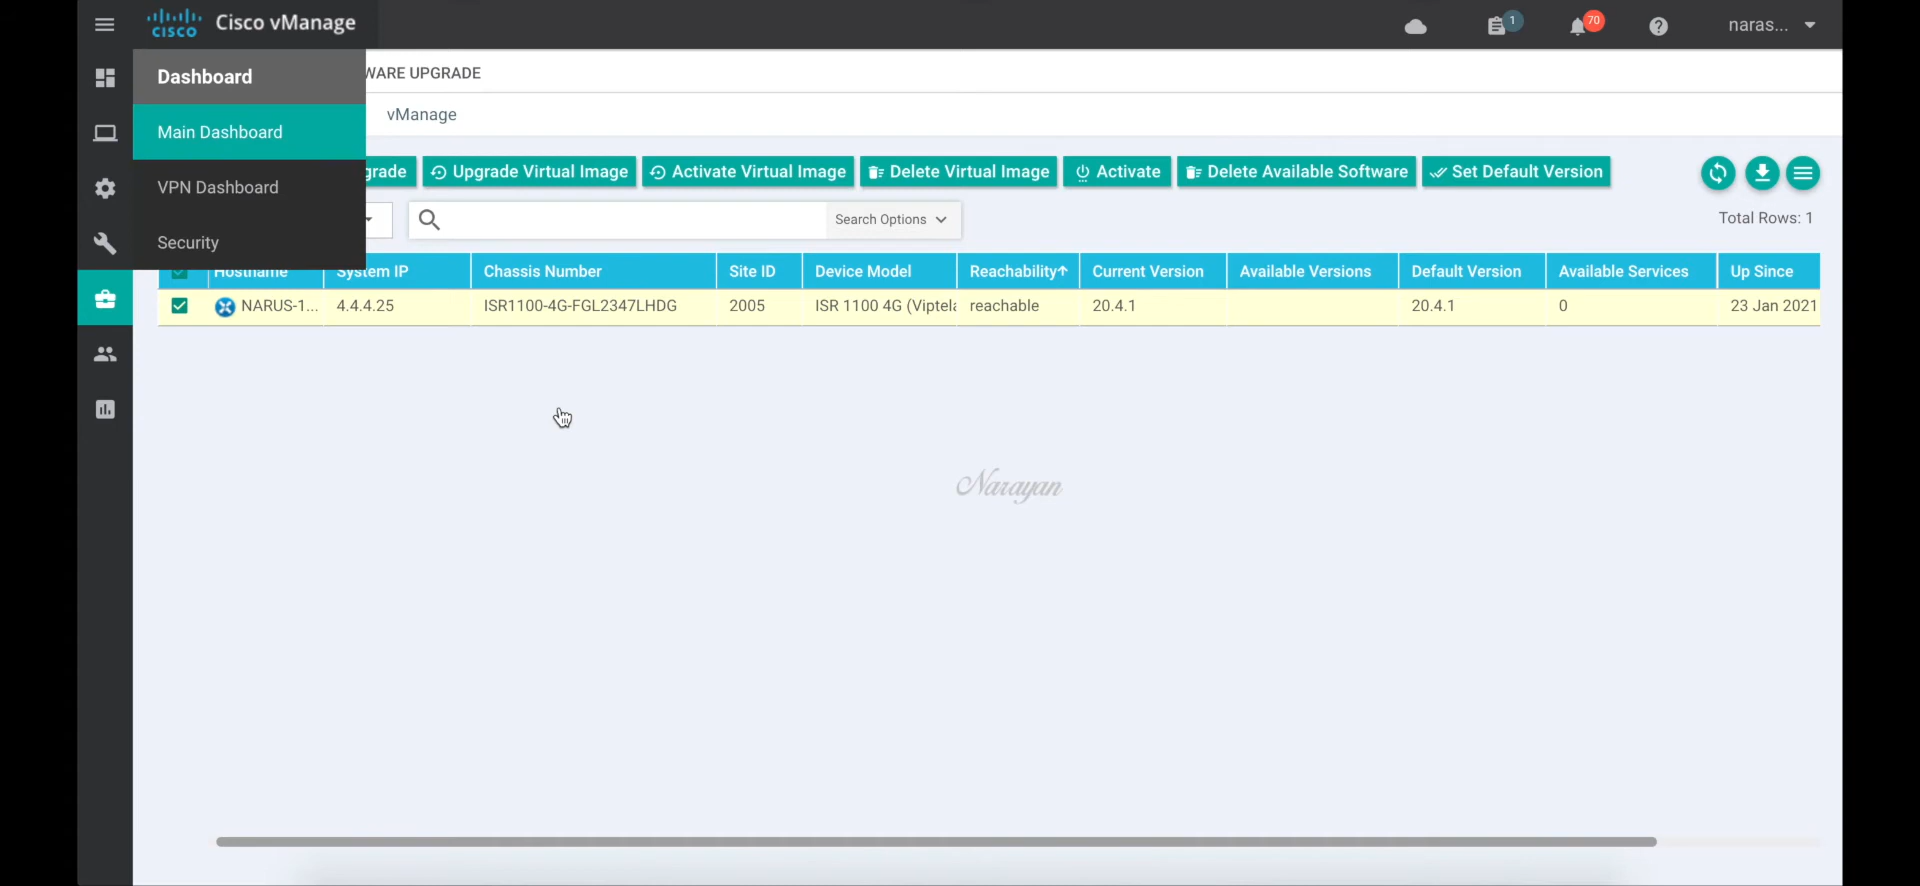 cisco Cisco vManage 1 70 naras...
Dashboard WARE UPGRADE
Main Dashboard vManage
grade Upgrade Virtual Image Activate Virtual Image Delete Virtual Image Activate Delete Available Software Set Default Version
VPN Dashboard
Search Options Total Rows: 1
Security
Hostname System IP Chassis Number Site ID Device Model Reachability Current Version Available Versions Default Version Available Services Up Since
NARUS-1... 4.4.4.25 ISR1100-4G-FGL2347LHDG 2005 ISR 1100 4G (Viptela reachable 20.4.1 20.4.1 0 23 Jan 2021
Narayan